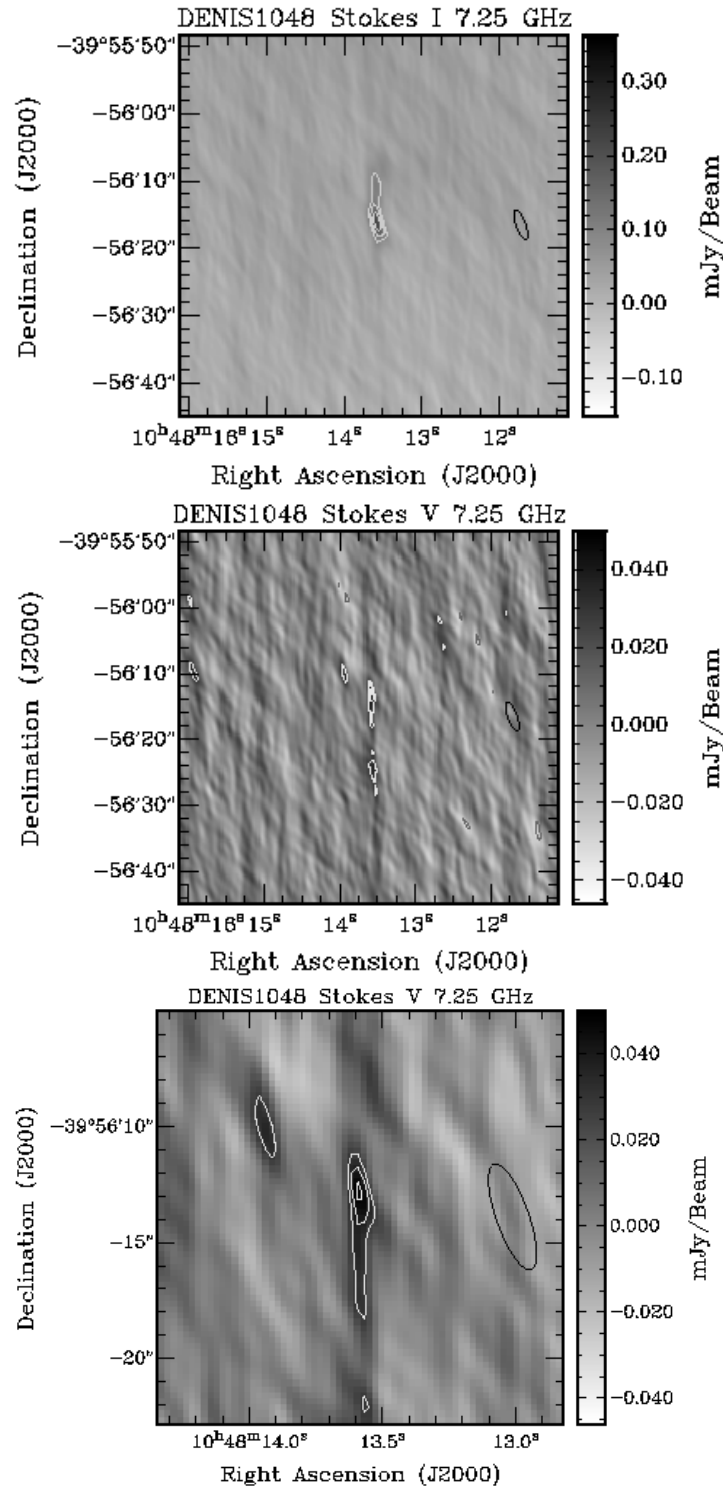 DENIS1048 Stokes I 7.25 GHz
−39°55'50"
−56'00"
−56'10"
−56'20"
−56'30"
−56'40"
Declination (J2000)
10ʰ48ᵐ16ˢ 15ˢ 14ˢ 13ˢ 12ˢ
Right Ascension (J2000)
0.30
0.20
0.10
0.00
−0.10
mJy/Beam
DENIS1048 Stokes V 7.25 GHz
−39°55'50"
−56'00"
−56'10"
−56'20"
−56'30"
−56'40"
Declination (J2000)
10ʰ48ᵐ16ˢ 15ˢ 14ˢ 13ˢ 12ˢ
Right Ascension (J2000)
0.040
0.020
0.000
−0.020
−0.040
mJy/Beam
DENIS1048 Stokes V 7.25 GHz
−39°56'10"
−15"
−20"
Declination (J2000)
10ʰ48ᵐ14.0ˢ 13.5ˢ 13.0ˢ
Right Ascension (J2000)
0.040
0.020
0.000
−0.020
−0.040
mJy/Beam